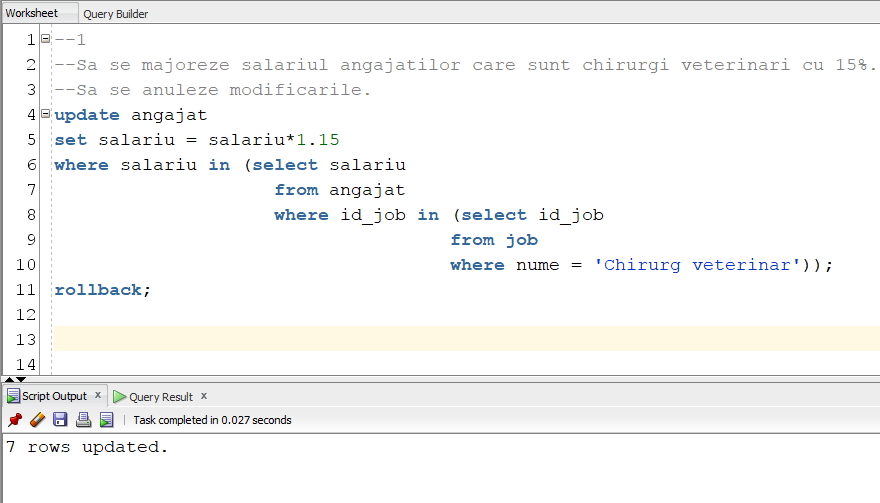 Worksheet Query Builder
1 --1
2 --Sa se majoreze salariul angajatilor care sunt chirurgi veterinari cu 15%.
3 --Sa se anuleze modificarile.
4 update angajat
5 set salariu = salariu*1.15
6 where salariu in (select salariu
7 from angajat
8 where id_job in (select id_job
9 from job
10 where nume = 'Chirurg veterinar'));
11 rollback;
12
13
14
Script Output x Query Result x
Task completed in 0.027 seconds
7 rows updated.